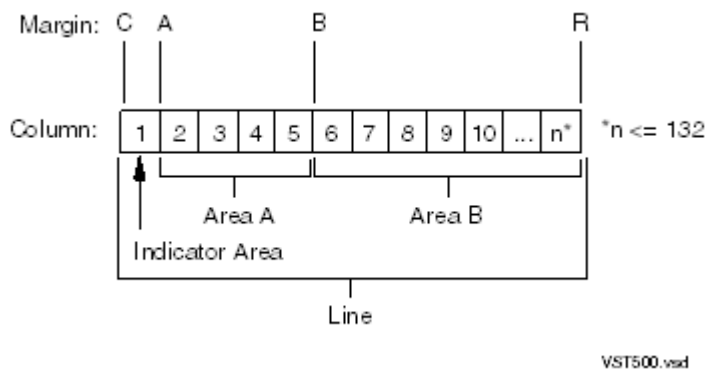 Margin: C A B R
Column: 1 2 3 4 5 6 7 8 9 10 ... n* *n <= 132
Area A Area B
Indicator Area
Line
VST500.vsd